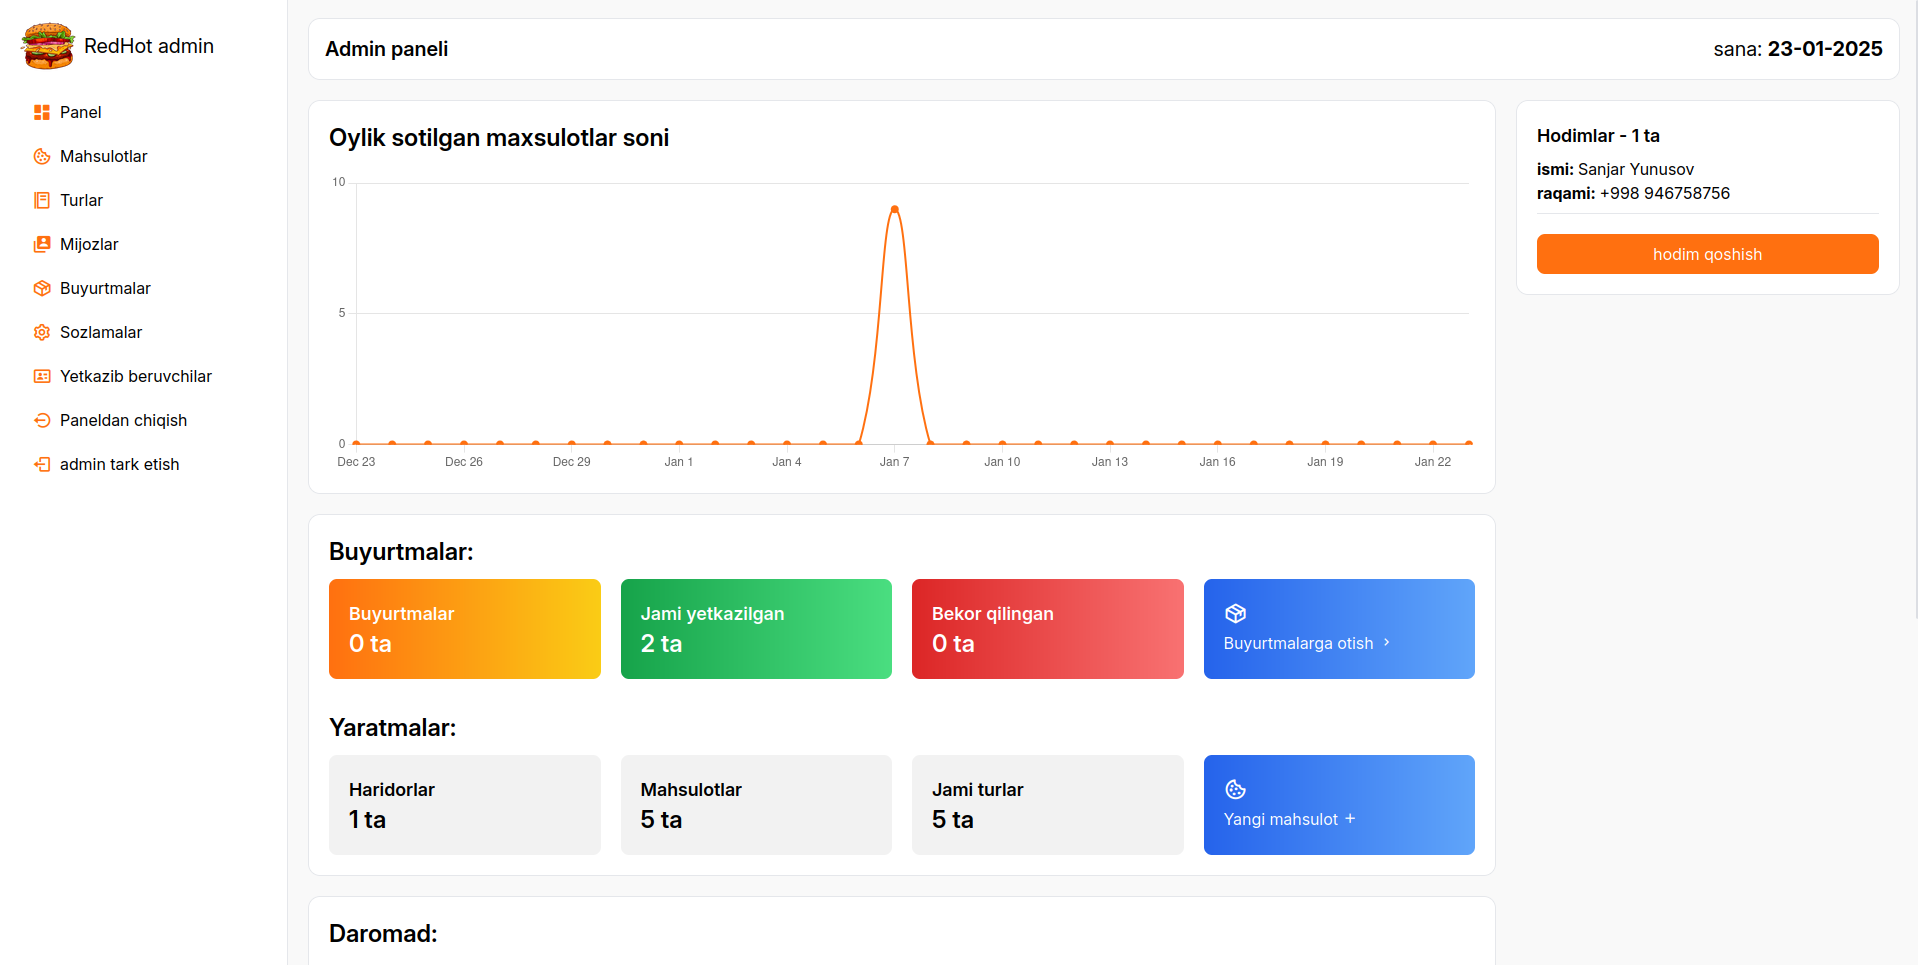 RedHot admin
Panel
Mahsulotlar
Turlar
Mijozlar
Buyurtmalar
Sozlamalar
Yetkazib beruvchilar
Paneldan chiqish
admin tark etish
Admin paneli
sana: 23-01-2025
Oylik sotilgan maxsulotlar soni
10
5
0
Dec 23 Dec 26 Dec 29 Jan 1 Jan 4 Jan 7 Jan 10 Jan 13 Jan 16 Jan 19 Jan 22
Hodimlar - 1 ta
ismi: Sanjar Yunusov
raqami: +998 946758756
hodim qoshish
Buyurtmalar:
Buyurtmalar
0 ta
Jami yetkazilgan
2 ta
Bekor qilingan
0 ta
Buyurtmalarga otish >
Yaratmalar:
Haridorlar
1 ta
Mahsulotlar
5 ta
Jami turlar
5 ta
Yangi mahsulot +
Daromad: